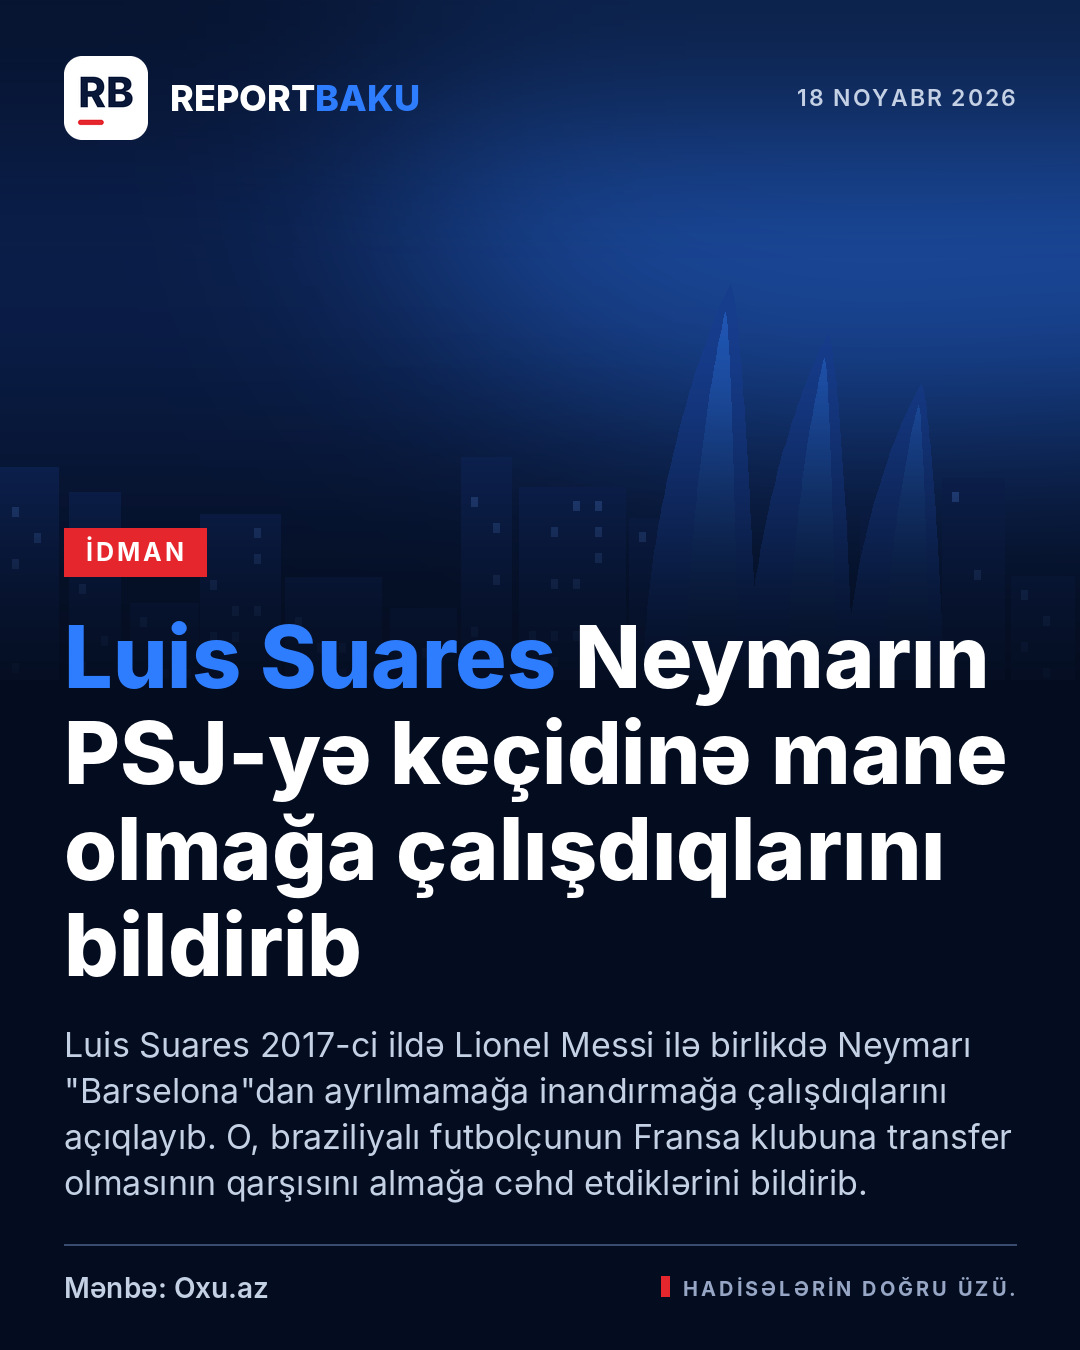 RB
REPORTBAKU
18 NOYABR 2026
İDMAN
Luis Suares Neymarın
PSJ-yə keçidinə mane
olmağa çalışdıqlarını
bildirib
Luis Suares 2017-ci ildə Lionel Messi ilə birlikdə Neymarı
"Barselona"dan ayrılmamağa inandırmağa çalışdıqlarını
açıqlayıb. O, braziliyalı futbolçunun Fransa klubuna transfer
olmasının qarşısını almağa cəhd etdiklərini bildirib.
Mənbə: Oxu.az
HADİSƏLƏRİN DOĞRU ÜZÜ.